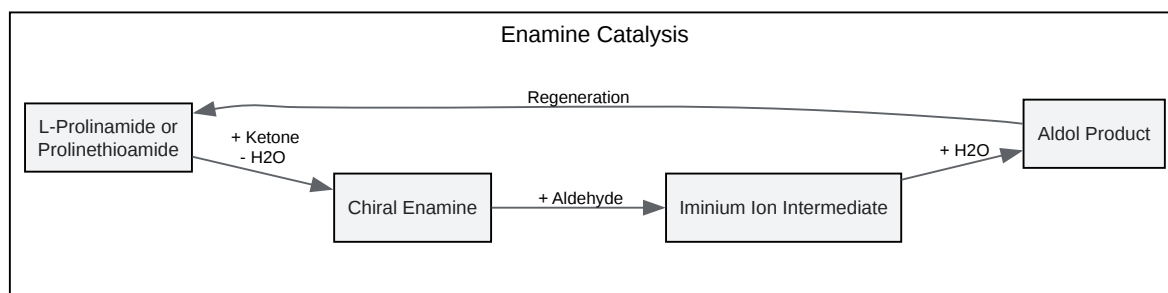 Enamine Catalysis
Regeneration
L-Prolinamide or
Prolinethioamide
+ Ketone
- H2O
Chiral Enamine
+ Aldehyde
Iminium Ion Intermediate
+ H2O
Aldol Product